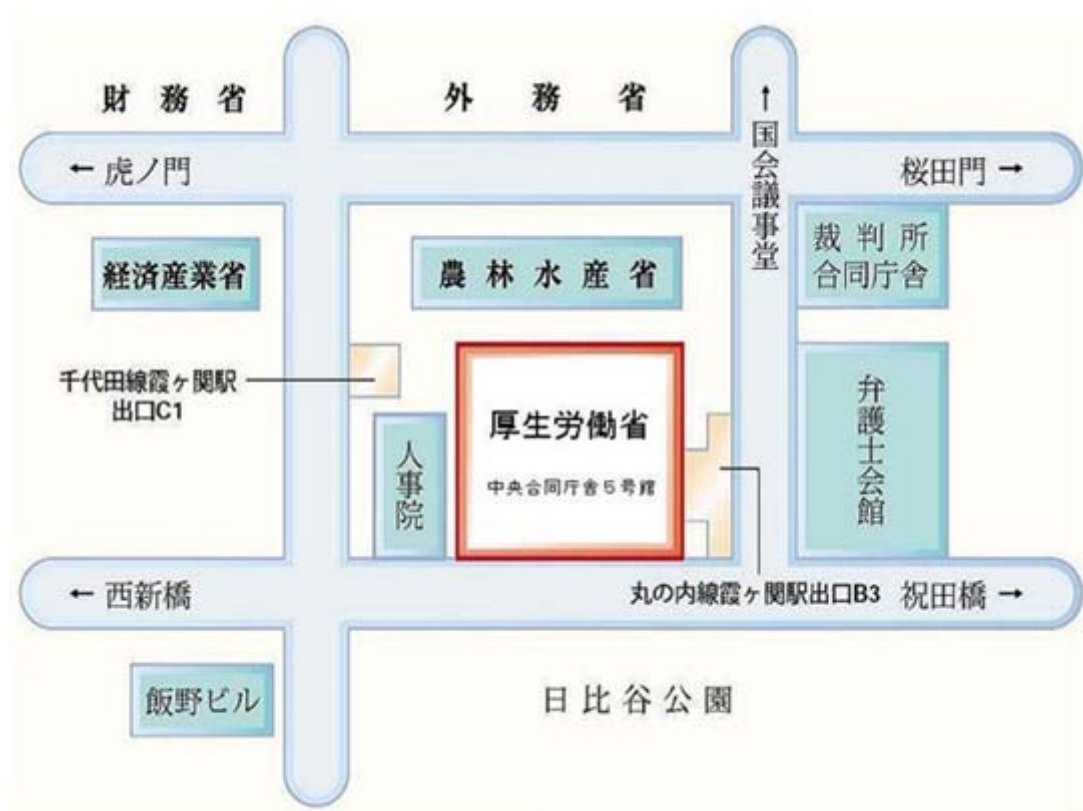 財務省
外務省
↑国会議事堂
← 虎ノ門
桜田門 →
経済産業省
農林水産省
裁判所
合同庁舎
千代田線霞ヶ関駅
出口C1
人事院
厚生労働省
中央合同庁舎5号館
弁護士会館
← 西新橋
丸の内線霞ヶ関駅出口B3
祝田橋 →
飯野ビル
日比谷公園